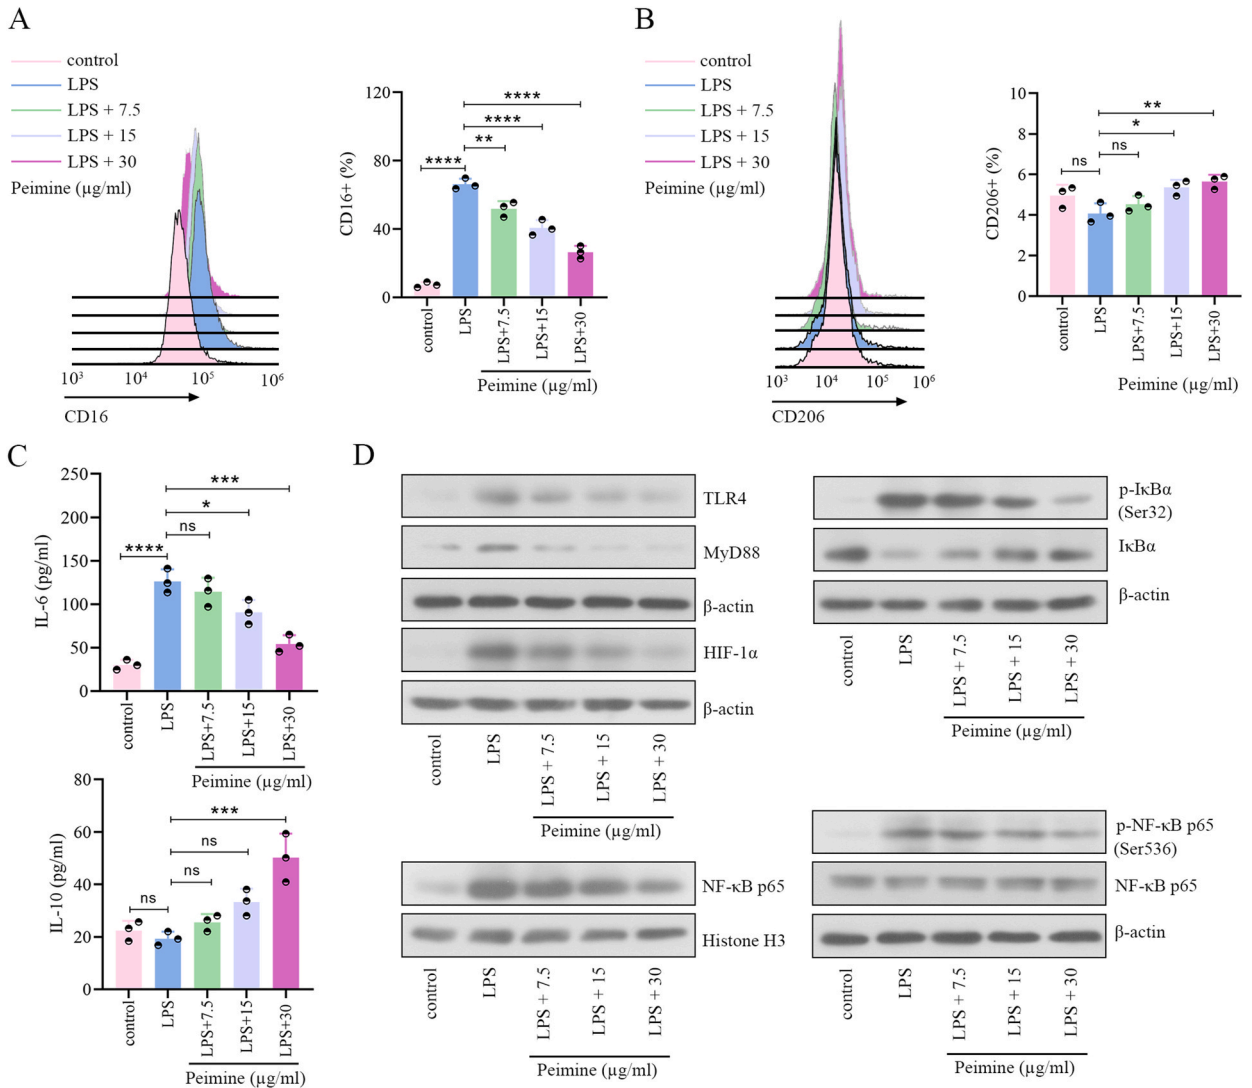 A
control
LPS
LPS + 7.5
LPS + 15
LPS + 30
Peimine (µg/ml)
10³ 10⁴ 10⁵ 10⁶
CD16
CD16+ (%)
120
80
40
0
****
****
**
****
control
LPS
LPS+7.5
LPS+15
LPS+30
Peimine (µg/ml)
B
control
LPS
LPS + 7.5
LPS + 15
LPS + 30
Peimine (µg/ml)
10³ 10⁴ 10⁵ 10⁶
CD206
CD206+ (%)
10
8
6
4
2
0
**
*
ns
ns
control
LPS
LPS+7.5
LPS+15
LPS+30
Peimine (µg/ml)
C
IL-6 (pg/ml)
250
200
150
100
50
0
***
*
ns
****
control
LPS
LPS+7.5
LPS+15
LPS+30
Peimine (µg/ml)
IL-10 (pg/ml)
80
60
40
20
0
***
ns
ns
ns
control
LPS
LPS+7.5
LPS+15
LPS+30
Peimine (µg/ml)
D
TLR4
MyD88
β-actin
HIF-1α
β-actin
control
LPS
LPS + 7.5
LPS + 15
LPS + 30
Peimine (µg/ml)
p-IκBα
(Ser32)
IκBα
β-actin
control
LPS
LPS + 7.5
LPS + 15
LPS + 30
Peimine (µg/ml)
NF-κB p65
Histone H3
control
LPS
LPS + 7.5
LPS + 15
LPS + 30
Peimine (µg/ml)
p-NF-κB p65
(Ser536)
NF-κB p65
β-actin
control
LPS
LPS + 7.5
LPS + 15
LPS + 30
Peimine (µg/ml)